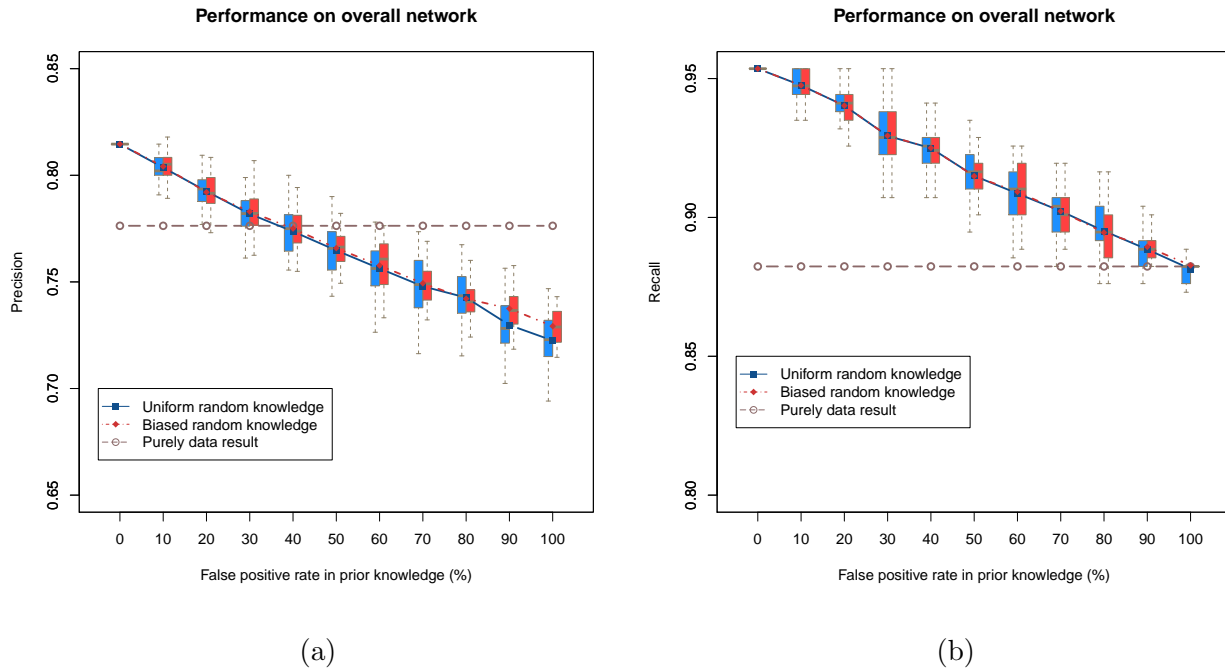 Performance on overall network
Precision
0.85
0.80
0.75
0.70
0.65
Uniform random knowledge
Biased random knowledge
Purely data result
0 10 20 30 40 50 60 70 80 90 100
False positive rate in prior knowledge (%)
(a)
Performance on overall network
Recall
0.95
0.90
0.85
0.80
Uniform random knowledge
Biased random knowledge
Purely data result
0 10 20 30 40 50 60 70 80 90 100
False positive rate in prior knowledge (%)
(b)